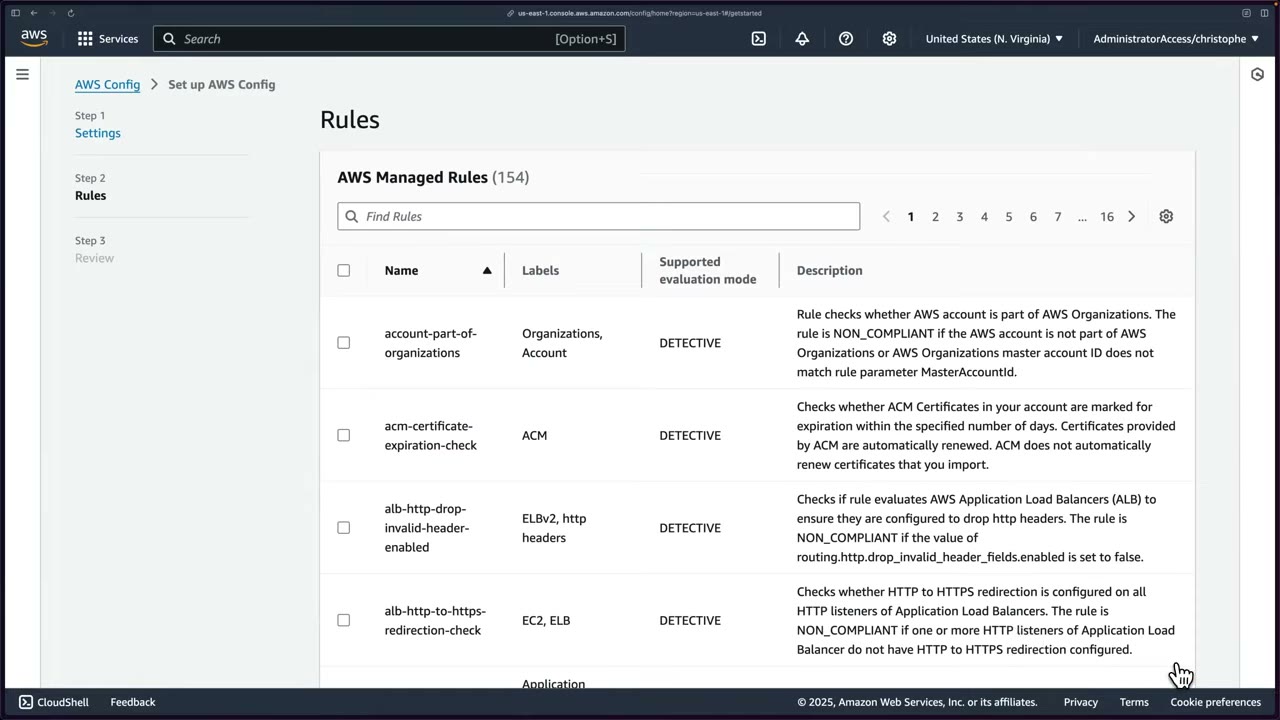 us-east-1.console.aws.amazon.com/config/home?region=us-east-1#/getstarted
aws
Services
Search
[Option+S]
United States (N. Virginia)
AdministratorAccess/christophe
AWS Config
Set up AWS Config
Step 1
Settings
Step 2
Rules
Step 3
Review
Rules
AWS Managed Rules (154)
Find Rules
1 2 3 4 5 6 7 ... 16
Name
Labels
Supported
evaluation mode
Description
account-part-of-
organizations
Organizations,
Account
DETECTIVE
Rule checks whether AWS account is part of AWS Organizations. The
rule is NON_COMPLIANT if the AWS account is not part of AWS
Organizations or AWS Organizations master account ID does not
match rule parameter MasterAccountId.
acm-certificate-
expiration-check
ACM
DETECTIVE
Checks whether ACM Certificates in your account are marked for
expiration within the specified number of days. Certificates provided
by ACM are automatically renewed. ACM does not automatically
renew certificates that you import.
alb-http-drop-
invalid-header-
enabled
ELBv2, http
headers
DETECTIVE
Checks if rule evaluates AWS Application Load Balancers (ALB) to
ensure they are configured to drop http headers. The rule is
NON_COMPLIANT if the value of
routing.http.drop_invalid_header_fields.enabled is set to false.
alb-http-to-https-
redirection-check
EC2, ELB
DETECTIVE
Checks whether HTTP to HTTPS redirection is configured on all
HTTP listeners of Application Load Balancers. The rule is
NON_COMPLIANT if one or more HTTP listeners of Application Load
Balancer do not have HTTP to HTTPS redirection configured.
Application
CloudShell
Feedback
© 2025, Amazon Web Services, Inc. or its affiliates.
Privacy
Terms
Cookie preferences